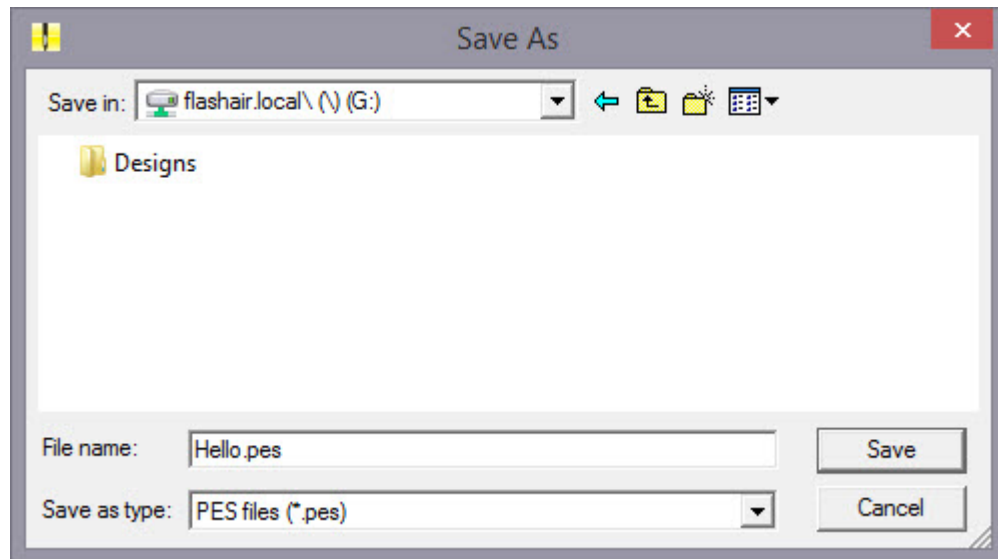 Save As
Save in: flashair.local\ (\) (G:)
Designs
File name: Hello.pes Save
Save as type: PES files (*.pes) Cancel